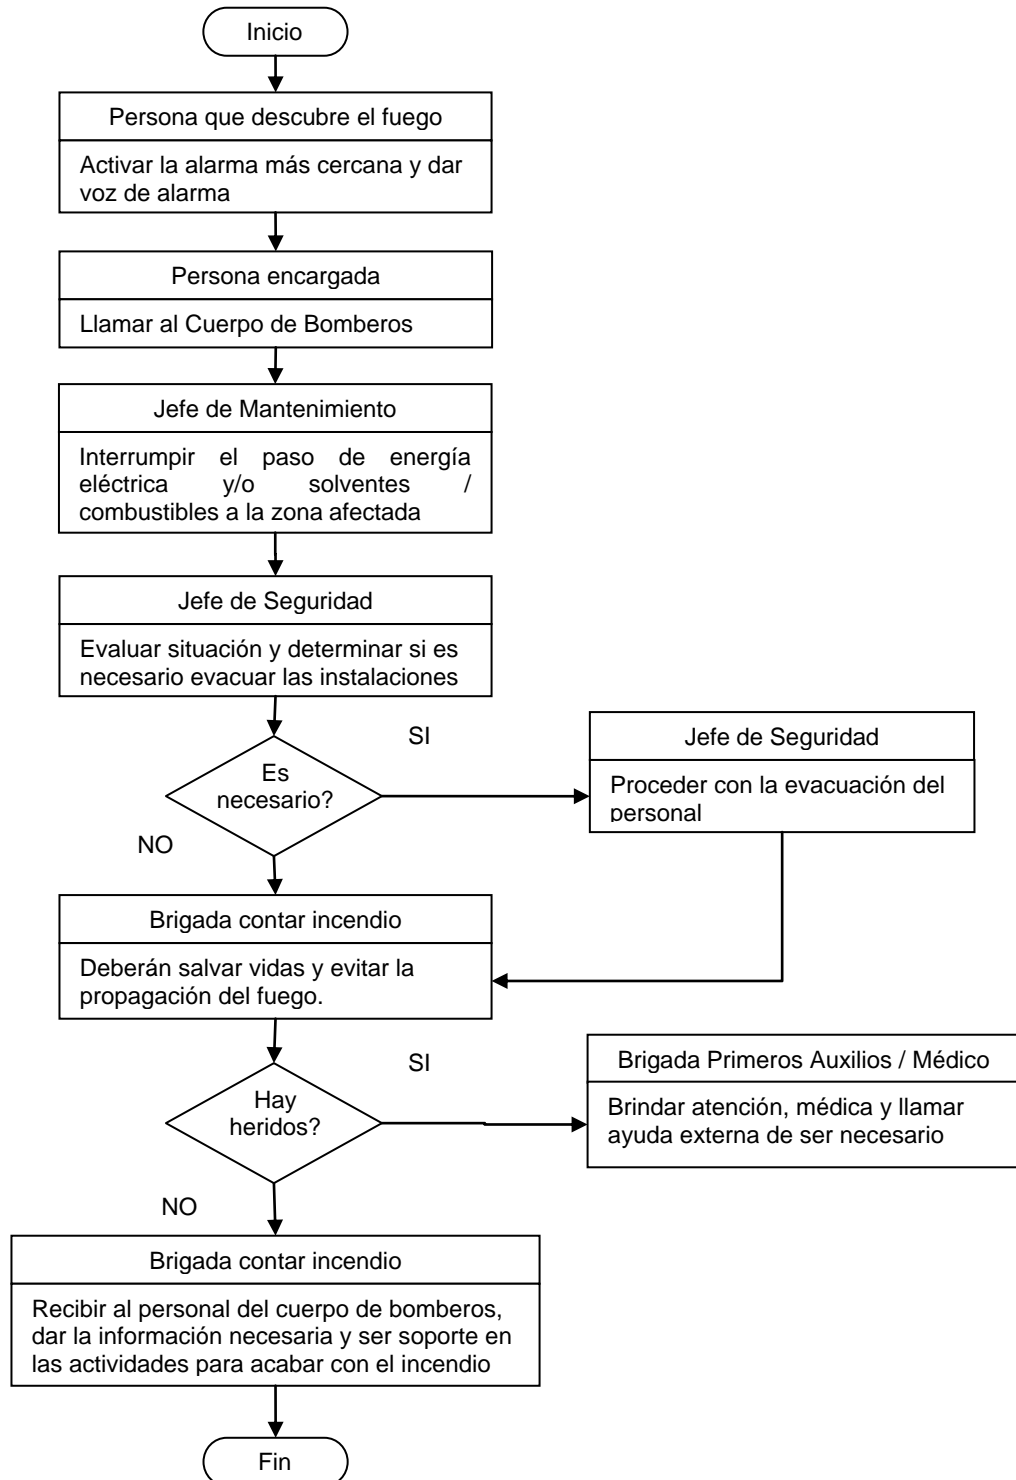 Inicio
Persona que descubre el fuego
Activar la alarma más cercana y dar
voz de alarma
Persona encargada
Llamar al Cuerpo de Bomberos
Jefe de Mantenimiento
Interrumpir el paso de energía
eléctrica y/o solventes /
combustibles a la zona afectada
Jefe de Seguridad
Evaluar situación y determinar si es
necesario evacuar las instalaciones
SI
Es
necesario?
NO
Jefe de Seguridad
Proceder con la evacuación del
personal
Brigada contar incendio
Deberán salvar vidas y evitar la
propagación del fuego.
SI
Hay
heridos?
NO
Brigada Primeros Auxilios / Médico
Brindar atención, médica y llamar
ayuda externa de ser necesario
Brigada contar incendio
Recibir al personal del cuerpo de bomberos,
dar la información necesaria y ser soporte en
las actividades para acabar con el incendio
Fin